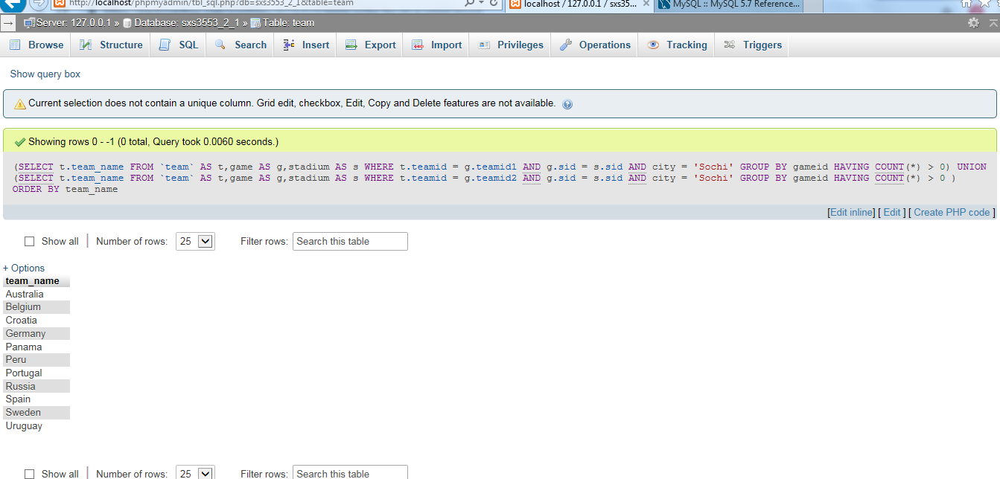 http://localhost/phpmyadmin/tbl_sql.php?db=sxs3553_2_1&table=team
localhost / 127.0.0.1 / sxs35...
MySQL :: MySQL 5.7 Reference...
Server: 127.0.0.1 » Database: sxs3553_2_1 » Table: team
Browse Structure SQL Search Insert Export Import Privileges Operations Tracking Triggers
Show query box
Current selection does not contain a unique column. Grid edit, checkbox, Edit, Copy and Delete features are not available.
Showing rows 0 - -1 (0 total, Query took 0.0060 seconds.)
(SELECT t.team_name FROM `team` AS t,game AS g,stadium AS s WHERE t.teamid = g.teamid1 AND g.sid = s.sid AND city = 'Sochi' GROUP BY gameid HAVING COUNT(*) > 0) UNION
(SELECT t.team_name FROM `team` AS t,game AS g,stadium AS s WHERE t.teamid = g.teamid2 AND g.sid = s.sid AND city = 'Sochi' GROUP BY gameid HAVING COUNT(*) > 0 )
ORDER BY team_name
[Edit inline] [ Edit ] [ Create PHP code ]
Show all Number of rows: 25 Filter rows: Search this table
+ Options
team_name
Australia
Belgium
Croatia
Germany
Panama
Peru
Portugal
Russia
Spain
Sweden
Uruguay
Show all Number of rows: 25 Filter rows: Search this table